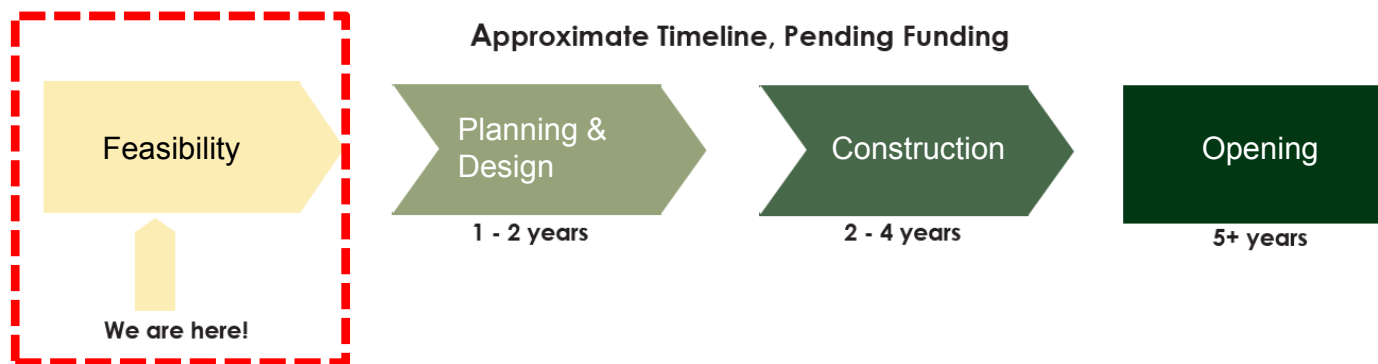 Approximate Timeline, Pending Funding
Feasibility
Planning &
Design
Construction
Opening
1 - 2 years
2 - 4 years
5+ years
We are here!